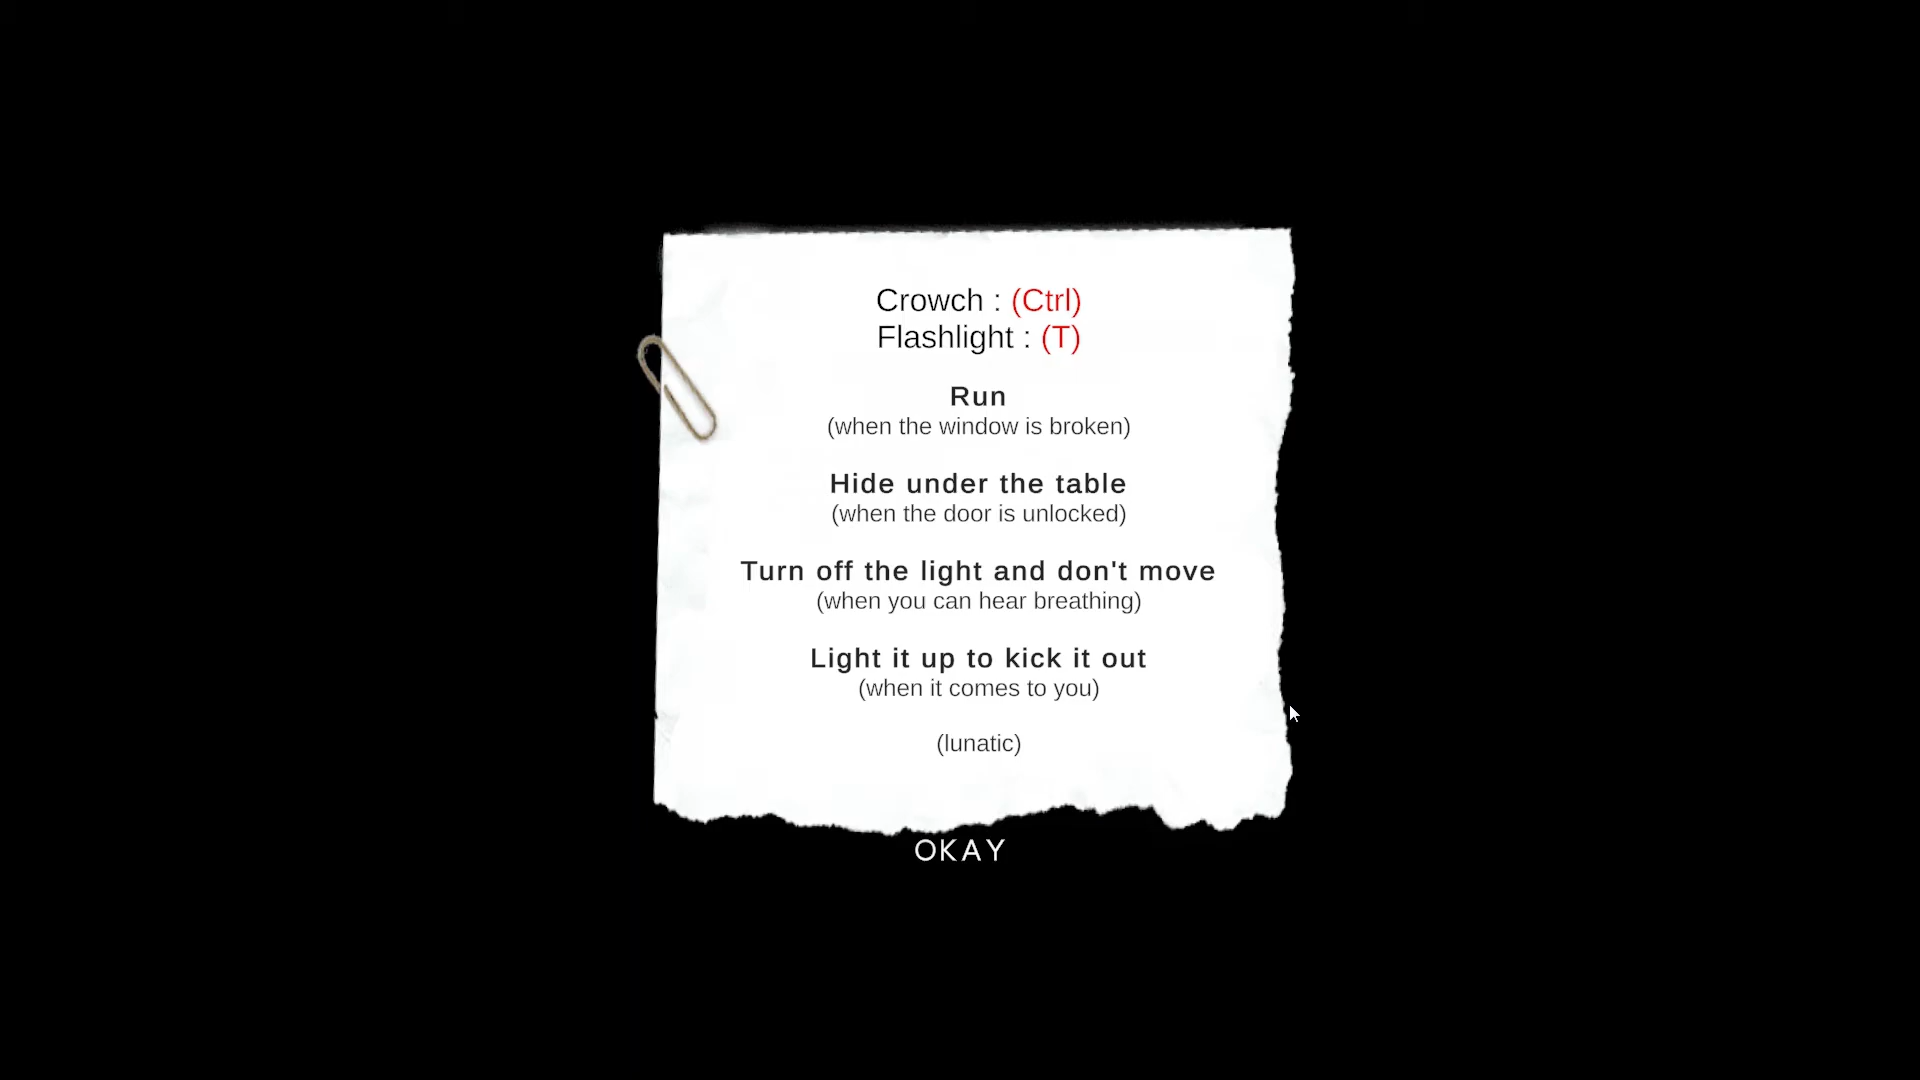 Crowch : (Ctrl)
Flashlight : (T)
Run
(when the window is broken)
Hide under the table
(when the door is unlocked)
Turn off the light and don't move
(when you can hear breathing)
Light it up to kick it out
(when it comes to you)
(lunatic)
OKAY